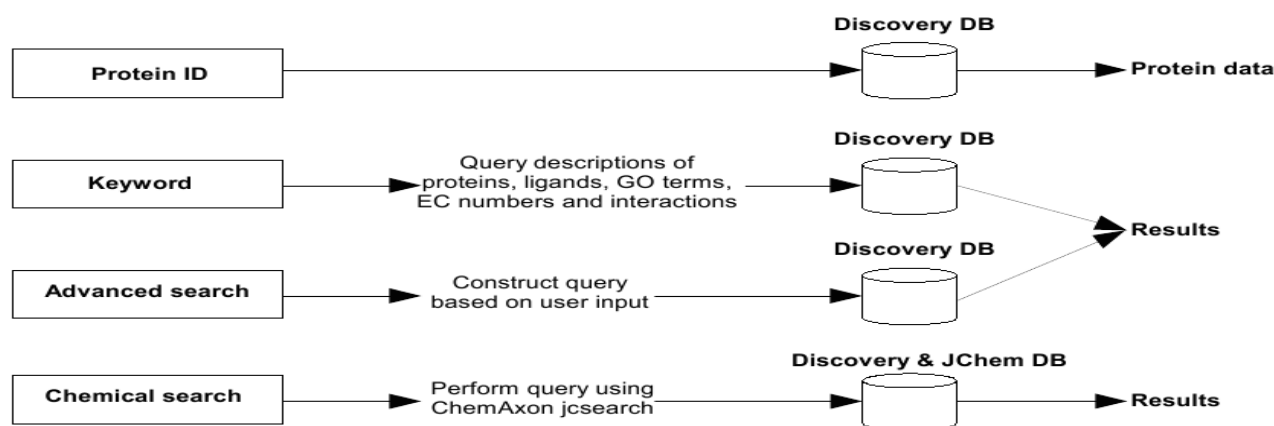 Discovery DB
Protein ID
Protein data
Discovery DB
Keyword
Query descriptions of
proteins, ligands, GO terms,
EC numbers and interactions
Results
Discovery DB
Advanced search
Construct query
based on user input
Discovery & JChem DB
Chemical search
Perform query using
ChemAxon jcsearch
Results